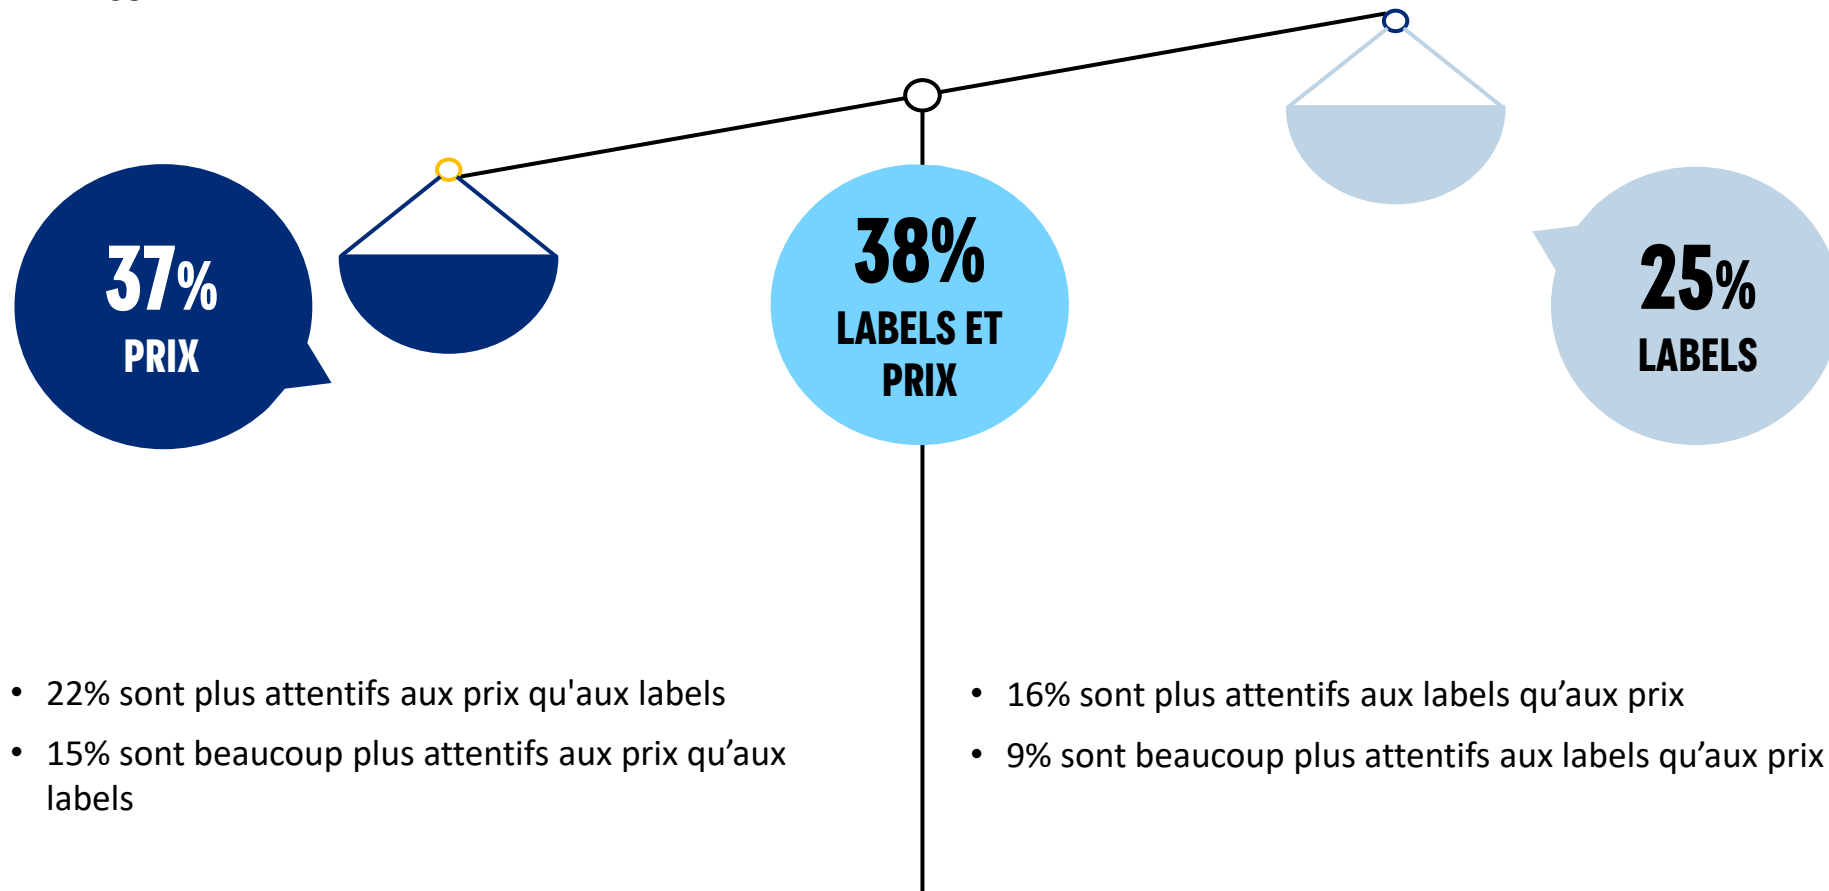 37%
PRIX
38%
LABELS ET
PRIX
25%
LABELS
• 22% sont plus attentifs aux prix qu'aux labels
• 15% sont beaucoup plus attentifs aux prix qu’aux
labels
• 16% sont plus attentifs aux labels qu’aux prix
• 9% sont beaucoup plus attentifs aux labels qu’aux prix